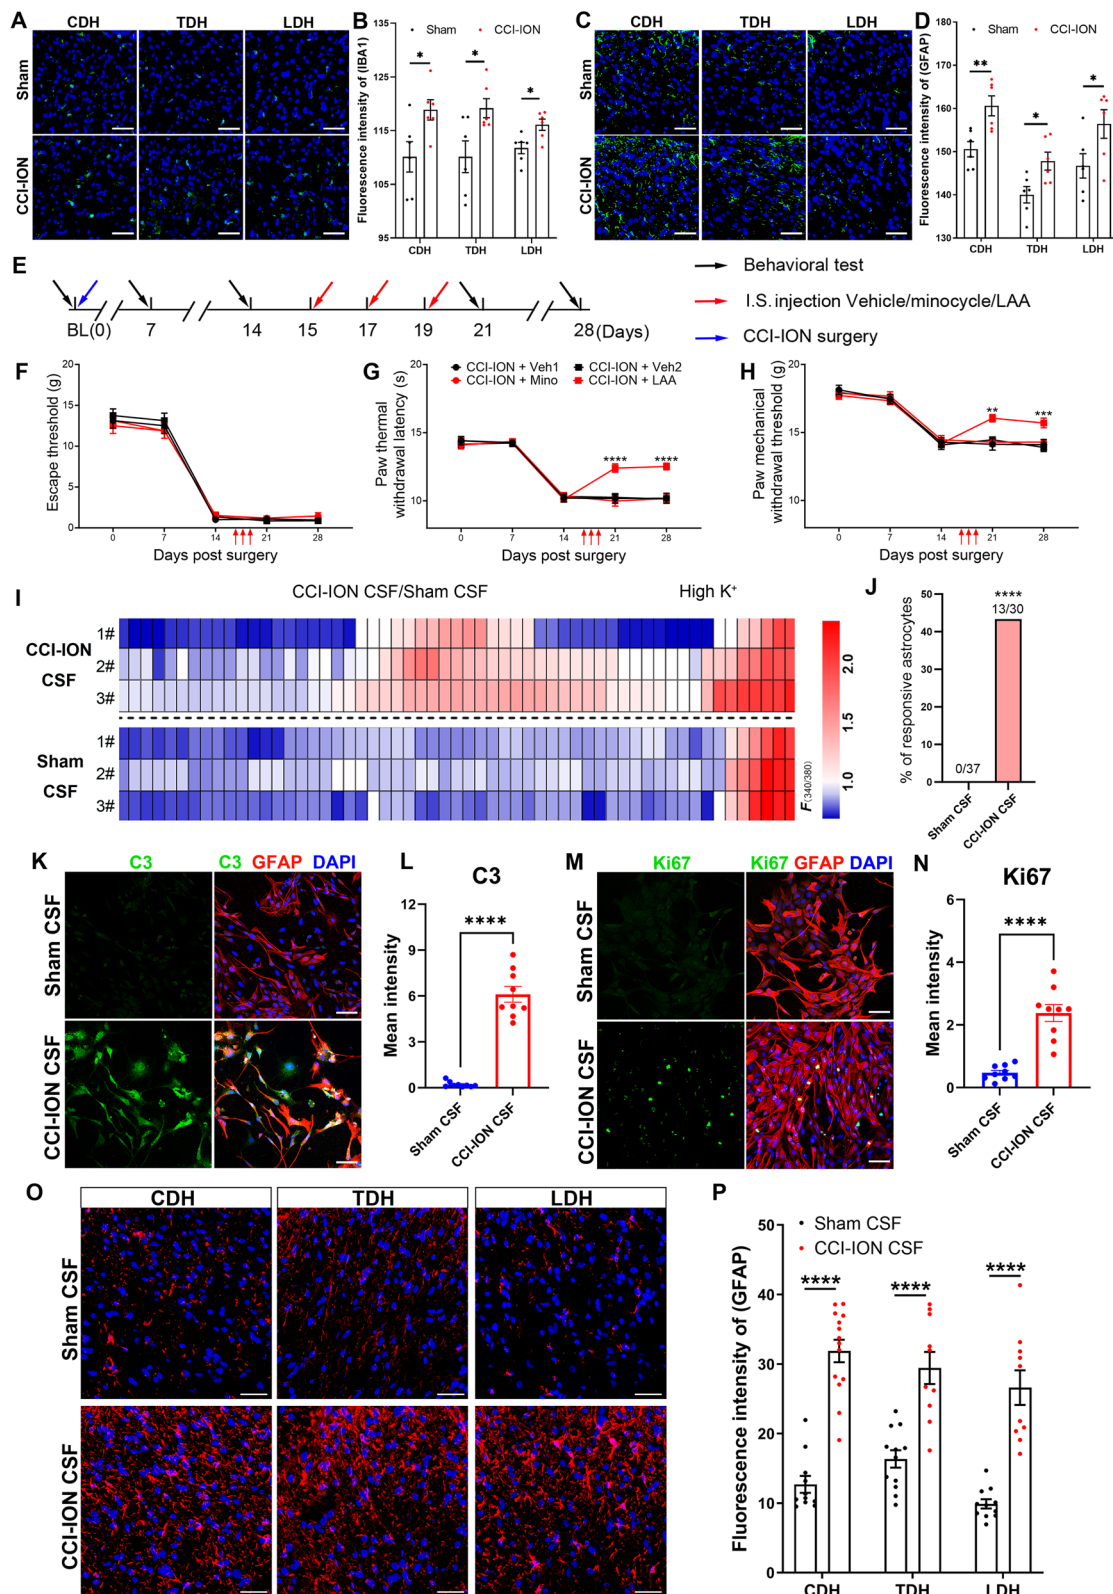 A
CDH
TDH
LDH
Sham
CCI-ION
B
Fluorescence intensity of (IBA1)
135
125
115
105
95
Sham
CCI-ION
*
*
*
CDH
TDH
LDH
C
CDH
TDH
LDH
Sham
CCI-ION
D
Fluorescence intensity of (GFAP)
180
170
160
150
140
130
Sham
CCI-ION
**
*
*
CDH
TDH
LDH
E
BL(0)
7
14
15
17
19
21
28(Days)
Behavioral test
I.S. injection Vehicle/minocycle/LAA
CCI-ION surgery
F
Escape threshold (g)
20
15
10
5
0
0
7
14
21
28
Days post surgery
G
Paw thermal
withdrawal latency (s)
20
15
10
CCI-ION + Veh1
CCI-ION + Mino
CCI-ION + Veh2
CCI-ION + LAA
****
****
0
7
14
21
28
Days post surgery
H
Paw mechanical
withdrawal threshold (g)
20
15
10
**
***
0
7
14
21
28
Days post surgery
I
CCI-ION CSF/Sham CSF
High K⁺
CCI-ION
CSF
1#
2#
3#
Sham
CSF
1#
2#
3#
2.0
1.5
1.0
F(340/380)
J
% of responsive astrocytes
50
40
30
20
10
0
****
13/30
0/37
Sham CSF
CCI-ION CSF
K
C3
C3 GFAP DAPI
Sham CSF
CCI-ION CSF
L
C3
Mean intensity
12
9
6
3
0
****
Sham CSF
CCI-ION CSF
M
Ki67
Ki67 GFAP DAPI
Sham CSF
CCI-ION CSF
N
Ki67
Mean intensity
6
4
2
0
****
Sham CSF
CCI-ION CSF
O
CDH
TDH
LDH
Sham CSF
CCI-ION CSF
P
Fluorescence intensity of (GFAP)
50
40
30
20
10
0
Sham CSF
CCI-ION CSF
****
****
****
CDH
TDH
LDH